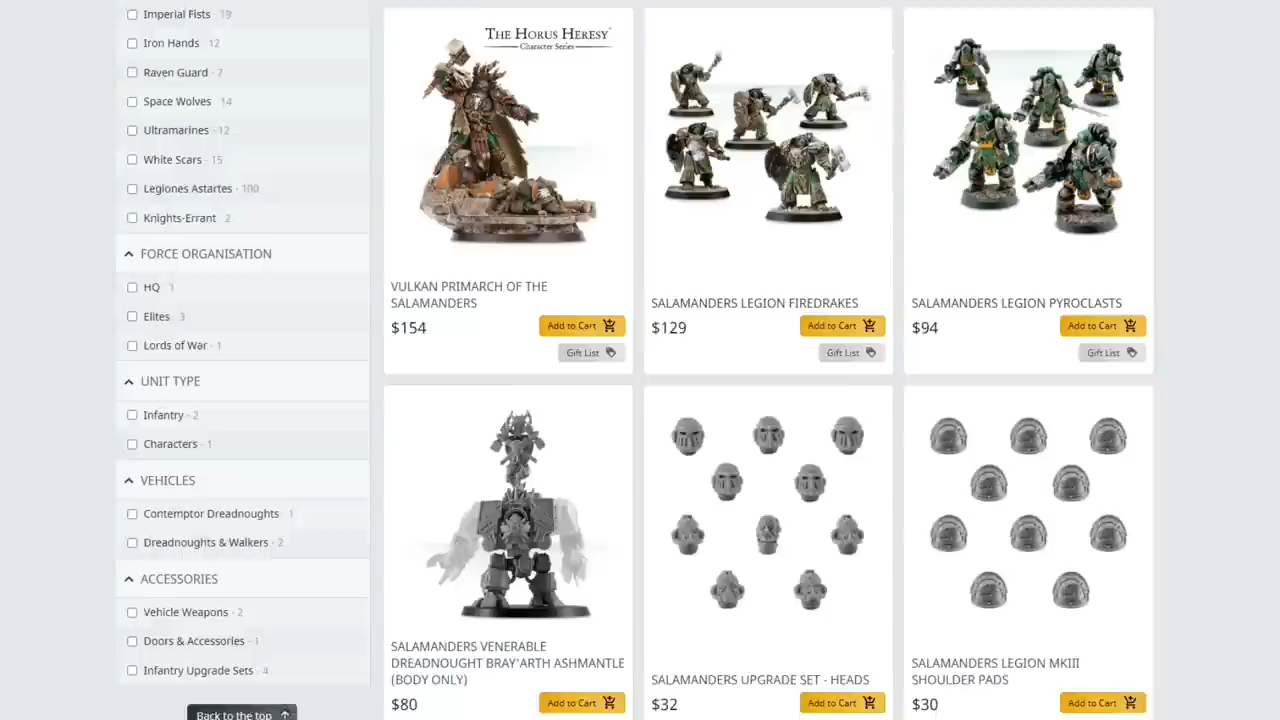 Imperial Fists 19
Iron Hands - 12
Raven Guard - 7
Space Wolves 14
Ultramarines - 12
White Scars - 15
Legiones Astartes - 100
Knights-Errant 2
FORCE ORGANISATION
HQ 1
Elites - 3
Lords of War - 1
UNIT TYPE
Infantry - 2
Characters - 1
VEHICLES
Contemptor Dreadnoughts - 1
Dreadnoughts & Walkers - 2
ACCESSORIES
Vehicle Weapons - 2
Doors & Accessories - 1
Infantry Upgrade Sets - 4
Back to the top
THE HORUS HERESY
Character Series
VULKAN PRIMARCH OF THE
SALAMANDERS
$154
Add to Cart
Gift List
SALAMANDERS LEGION FIREDRAKES
$129
Add to Cart
Gift List
SALAMANDERS LEGION PYROCLASTS
$94
Add to Cart
Gift List
SALAMANDERS VENERABLE
DREADNOUGHT BRAY'ARTH ASHMANTLE
(BODY ONLY)
$80
Add to Cart
SALAMANDERS UPGRADE SET - HEADS
$32
Add to Cart
SALAMANDERS LEGION MKIII
SHOULDER PADS
$30
Add to Cart